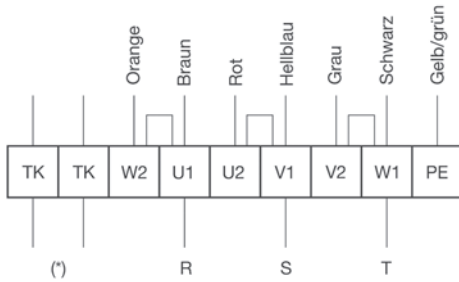 Orange Braun Rot Hellblau Grau Schwarz Gelb/grün
TK TK W2 U1 U2 V1 V2 W1 PE
(*) R S T